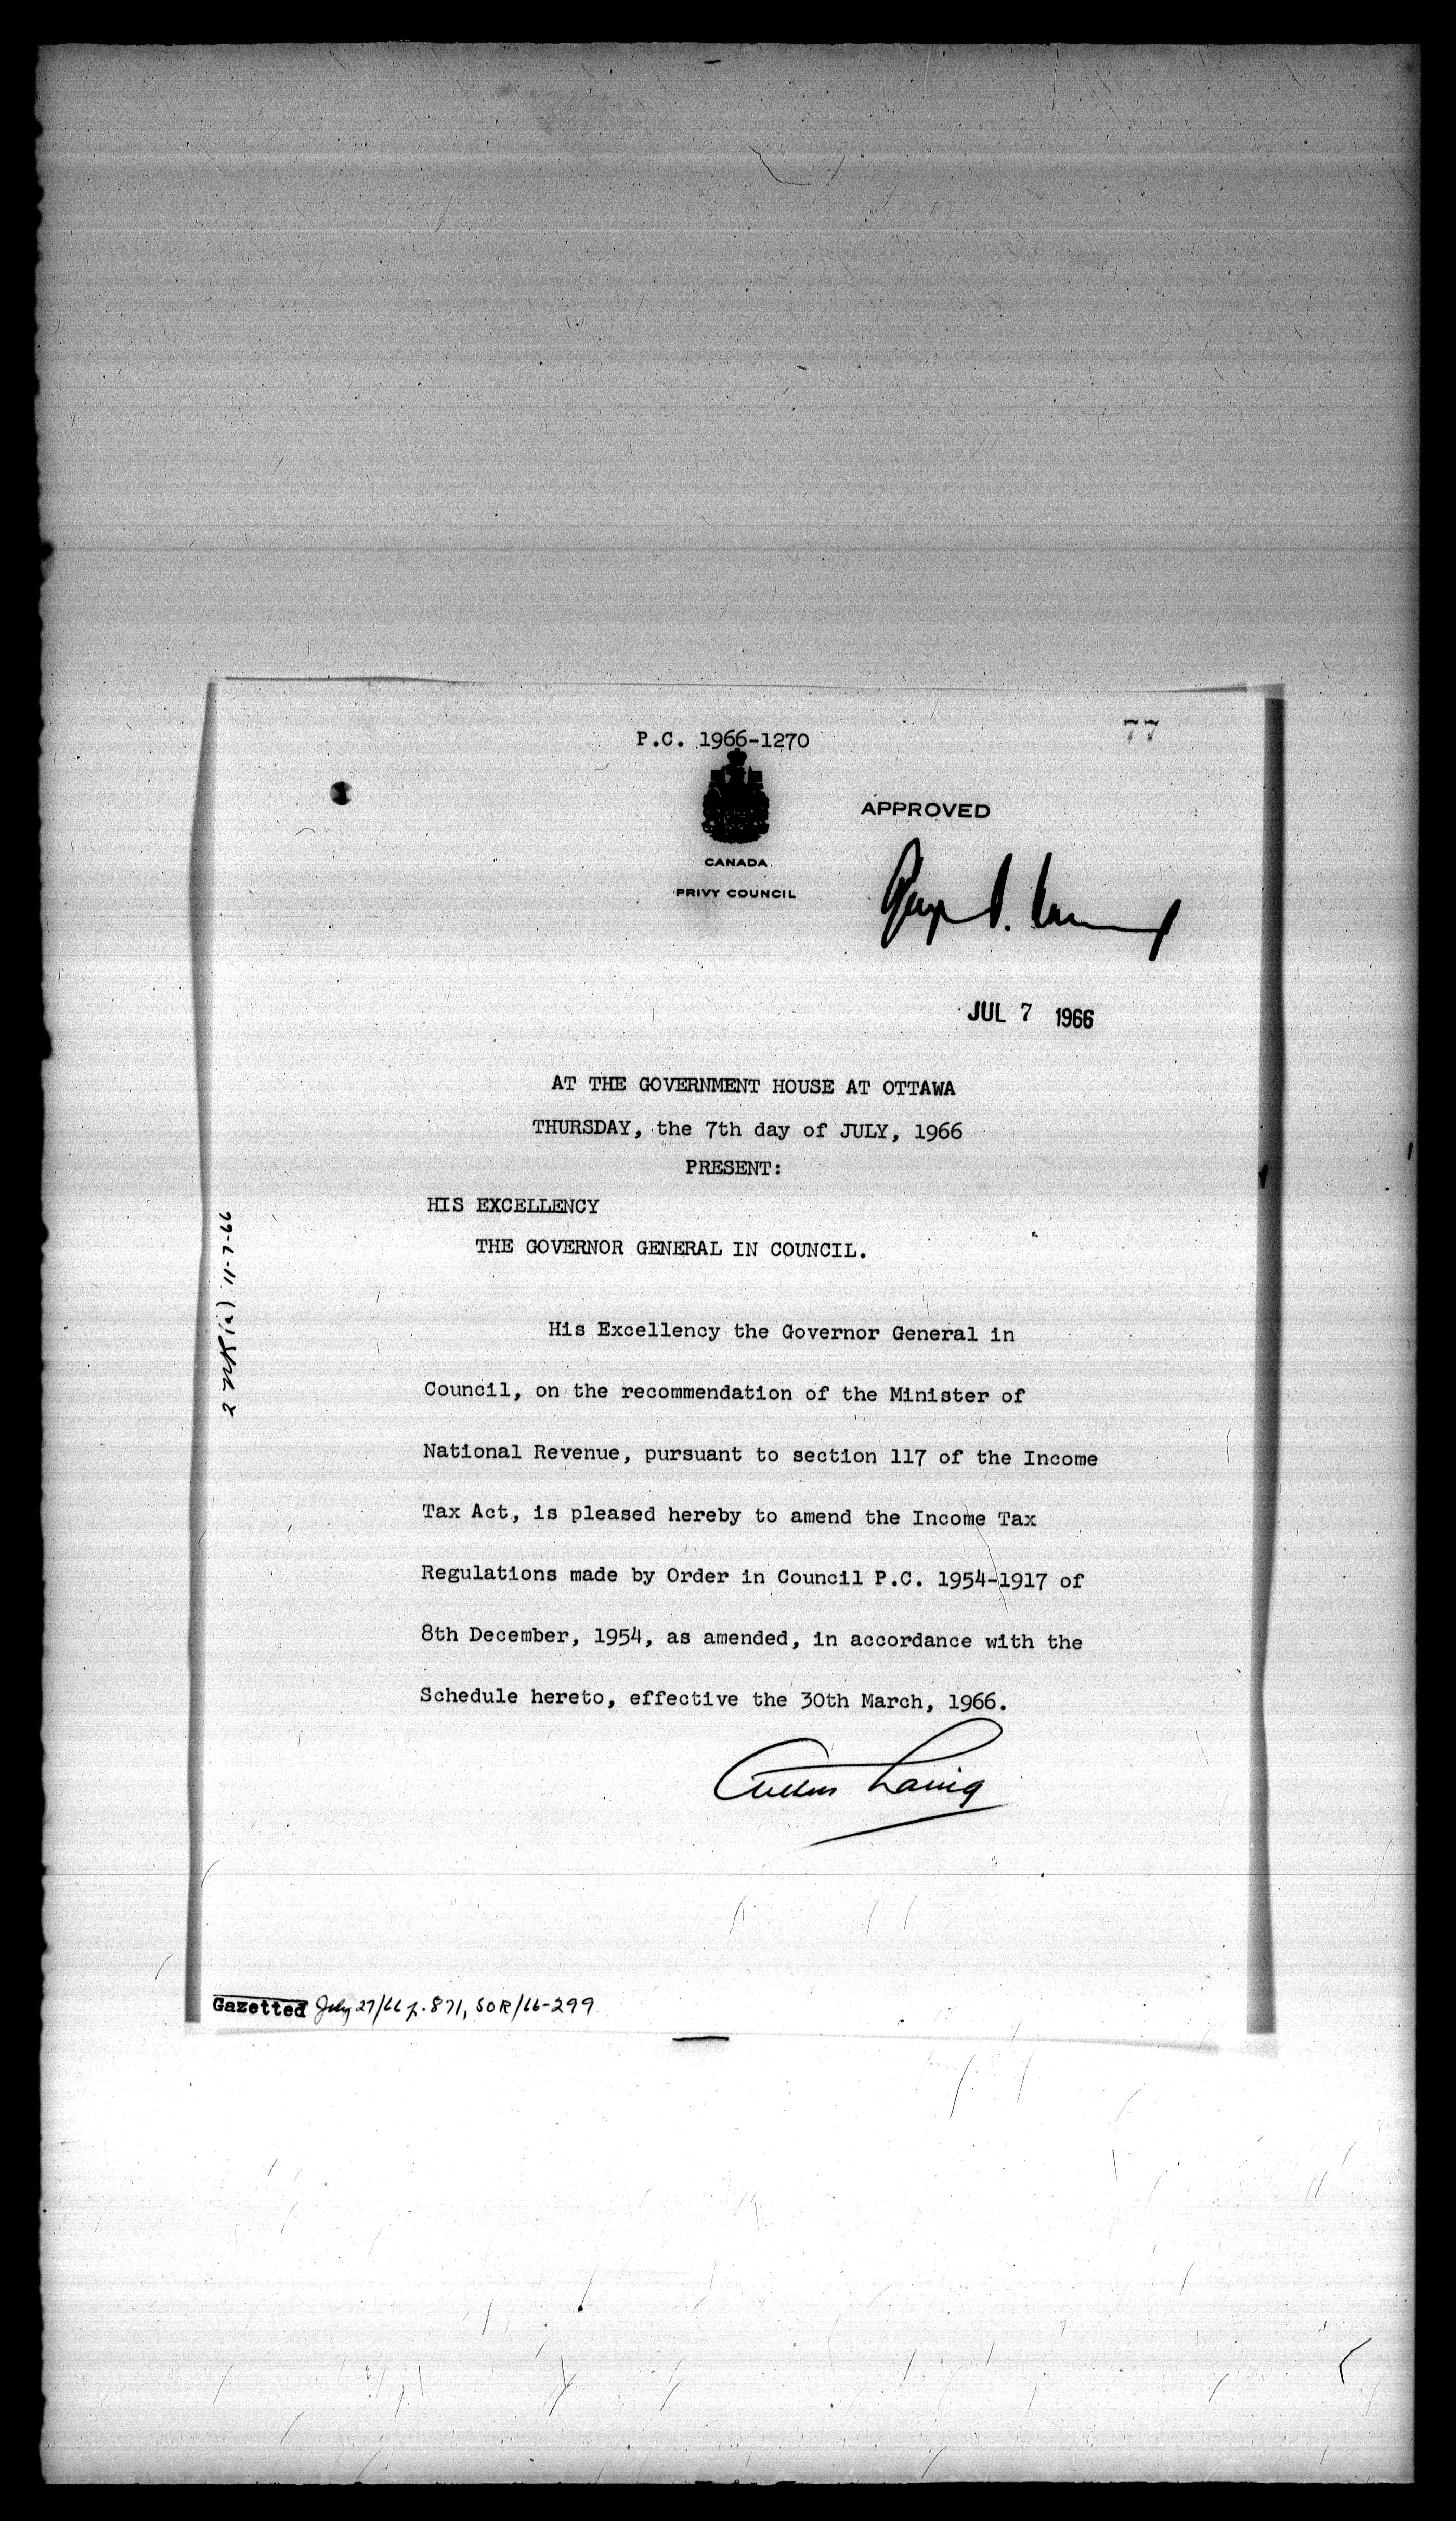 P.C. 1966-1270
77
APPROVED
CANADA
PRIVY COUNCIL
JUL 7 1966
AT THE GOVERNMENT HOUSE AT OTTAWA
THURSDAY, the 7th day of JULY, 1966
PRESENT:
HIS EXCELLENCY
THE GOVERNOR GENERAL IN COUNCIL.
11-7-66
His Excellency the Governor General in
Council, on the recommendation of the Minister of
National Revenue, pursuant to section 117 of the Income
Tax Act, is pleased hereby to amend the Income Tax
Regulations made by Order in Council P.C. 1954-1917 of
8th December, 1954, as amended, in accordance with the
Schedule hereto, effective the 30th March, 1966.
Laing
Gazetted July 27/66 p. 871, SOR/66-299